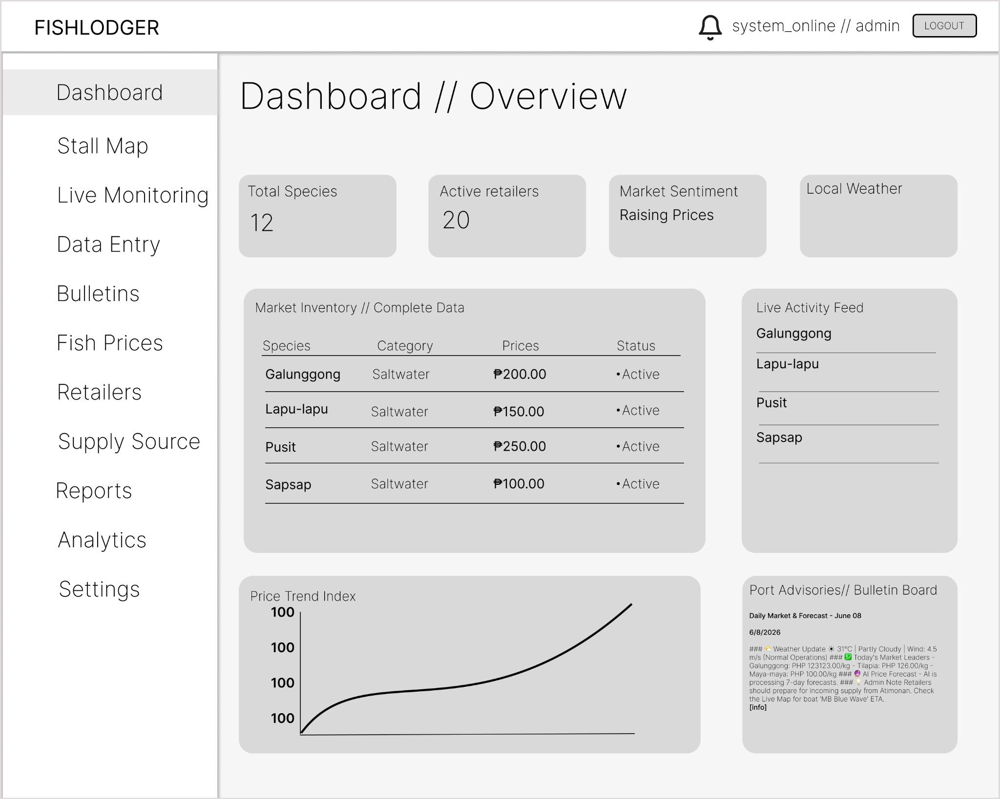 FISHLODGER
system_online // admin
LOGOUT
Dashboard
Stall Map
Live Monitoring
Data Entry
Bulletins
Fish Prices
Retailers
Supply Source
Reports
Analytics
Settings
Dashboard // Overview
Total Species
12
Active retailers
20
Market Sentiment
Raising Prices
Local Weather
Market Inventory // Complete Data
Species Category Prices Status
Galunggong Saltwater ₱200.00 •Active
Lapu-lapu Saltwater ₱150.00 •Active
Pusit Saltwater ₱250.00 •Active
Sapsap Saltwater ₱100.00 •Active
Live Activity Feed
Galunggong
Lapu-lapu
Pusit
Sapsap
Price Trend Index
100
100
100
100
Port Advisories// Bulletin Board
Daily Market & Forecast - June 08
6/8/2026
### ⛅ Weather Update ☀ 31°C | Partly Cloudy | Wind: 4.5
m/s (Normal Operations) ### 💹 Today's Market Leaders -
Galunggong: PHP 123123.00/kg - Tilapia: PHP 126.00/kg -
Maya-maya: PHP 100.00/kg ### 🔮 AI Price Forecast - AI is
processing 7-day forecasts. ### 💡 Admin Note Retailers
should prepare for incoming supply from Atimonan. Check
the Live Map for boat 'MB Blue Wave' ETA.
[info]